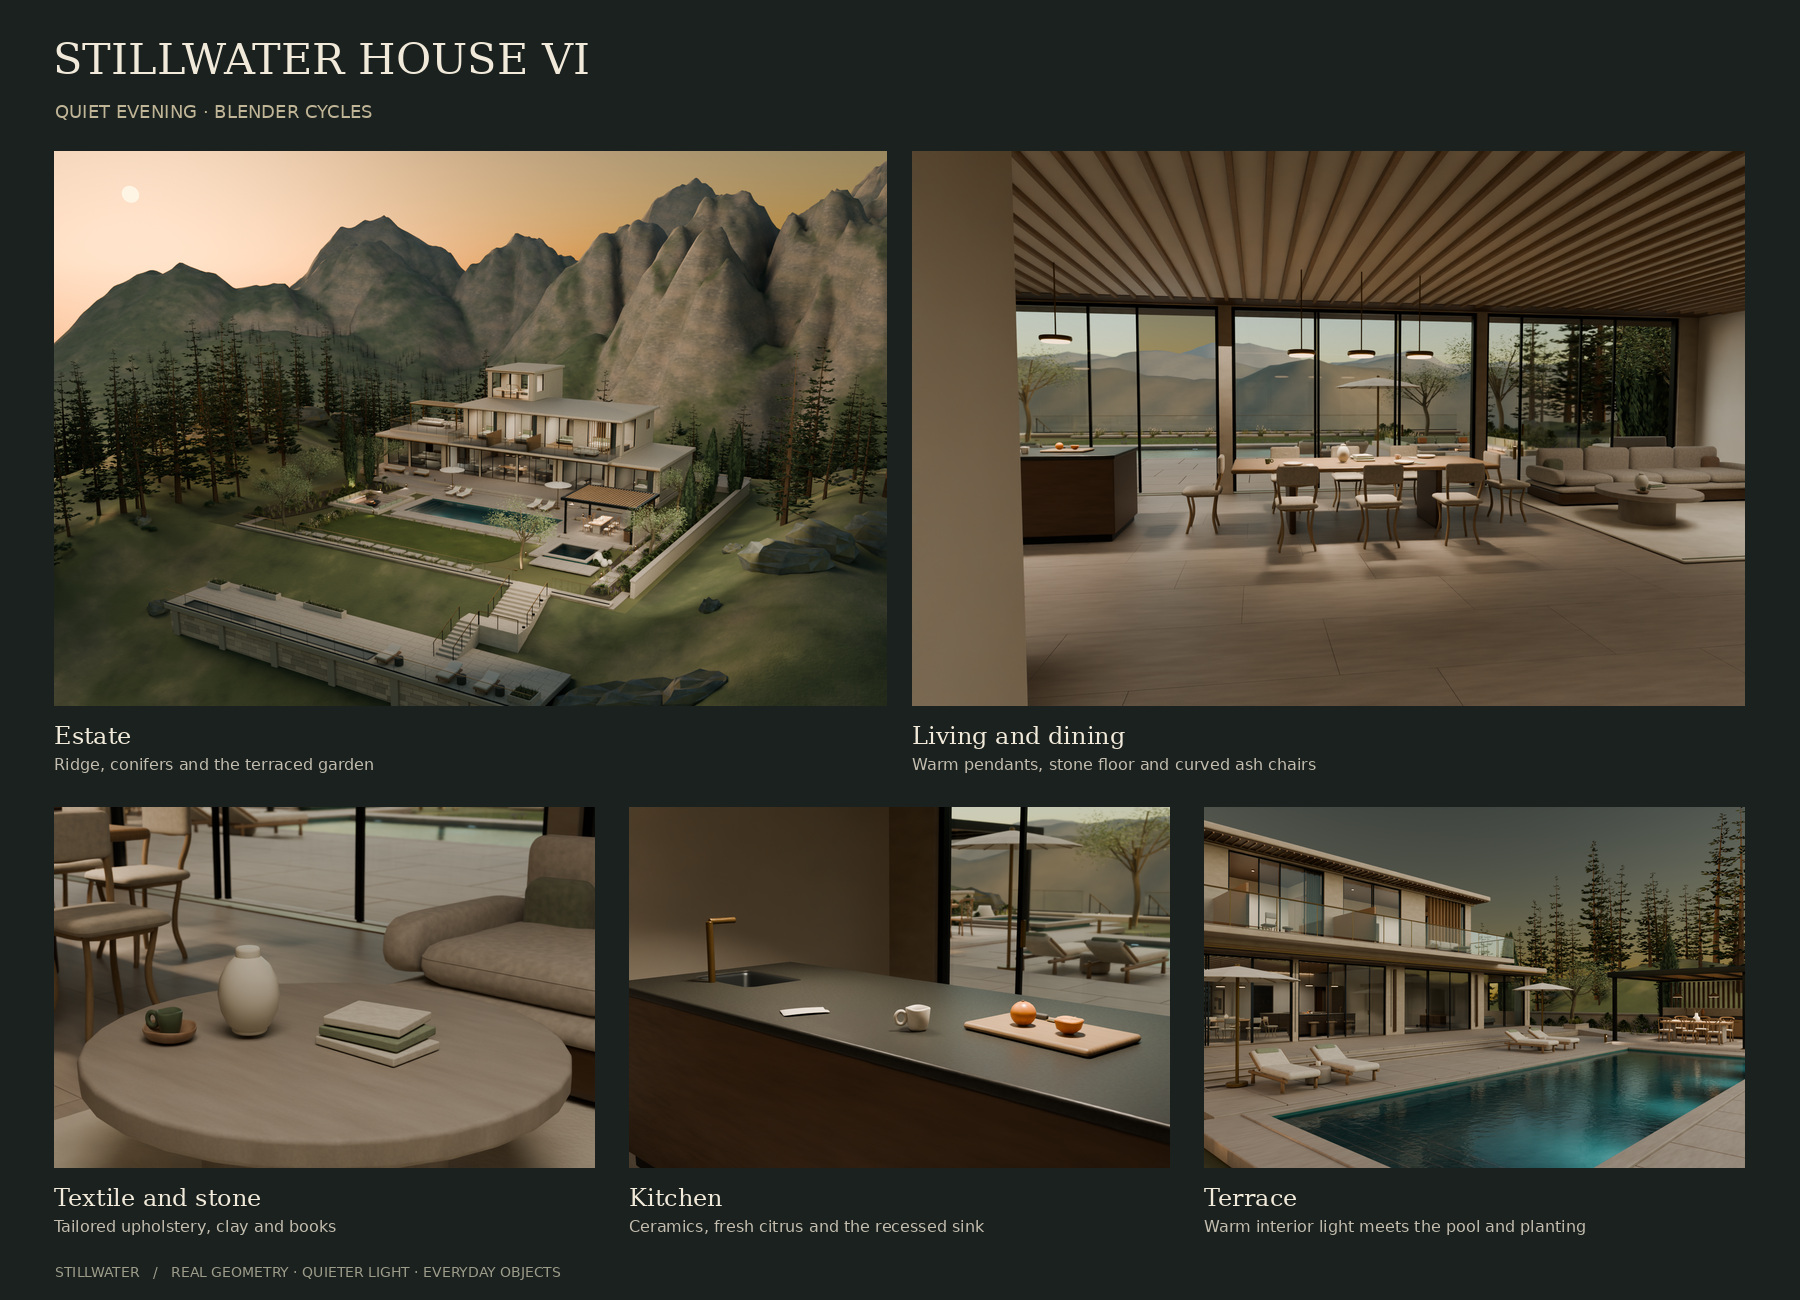 STILLWATER HOUSE VI
QUIET EVENING · BLENDER CYCLES
Estate
Ridge, conifers and the terraced garden
Living and dining
Warm pendants, stone floor and curved ash chairs
Textile and stone
Tailored upholstery, clay and books
Kitchen
Ceramics, fresh citrus and the recessed sink
Terrace
Warm interior light meets the pool and planting
STILLWATER / REAL GEOMETRY · QUIETER LIGHT · EVERYDAY OBJECTS